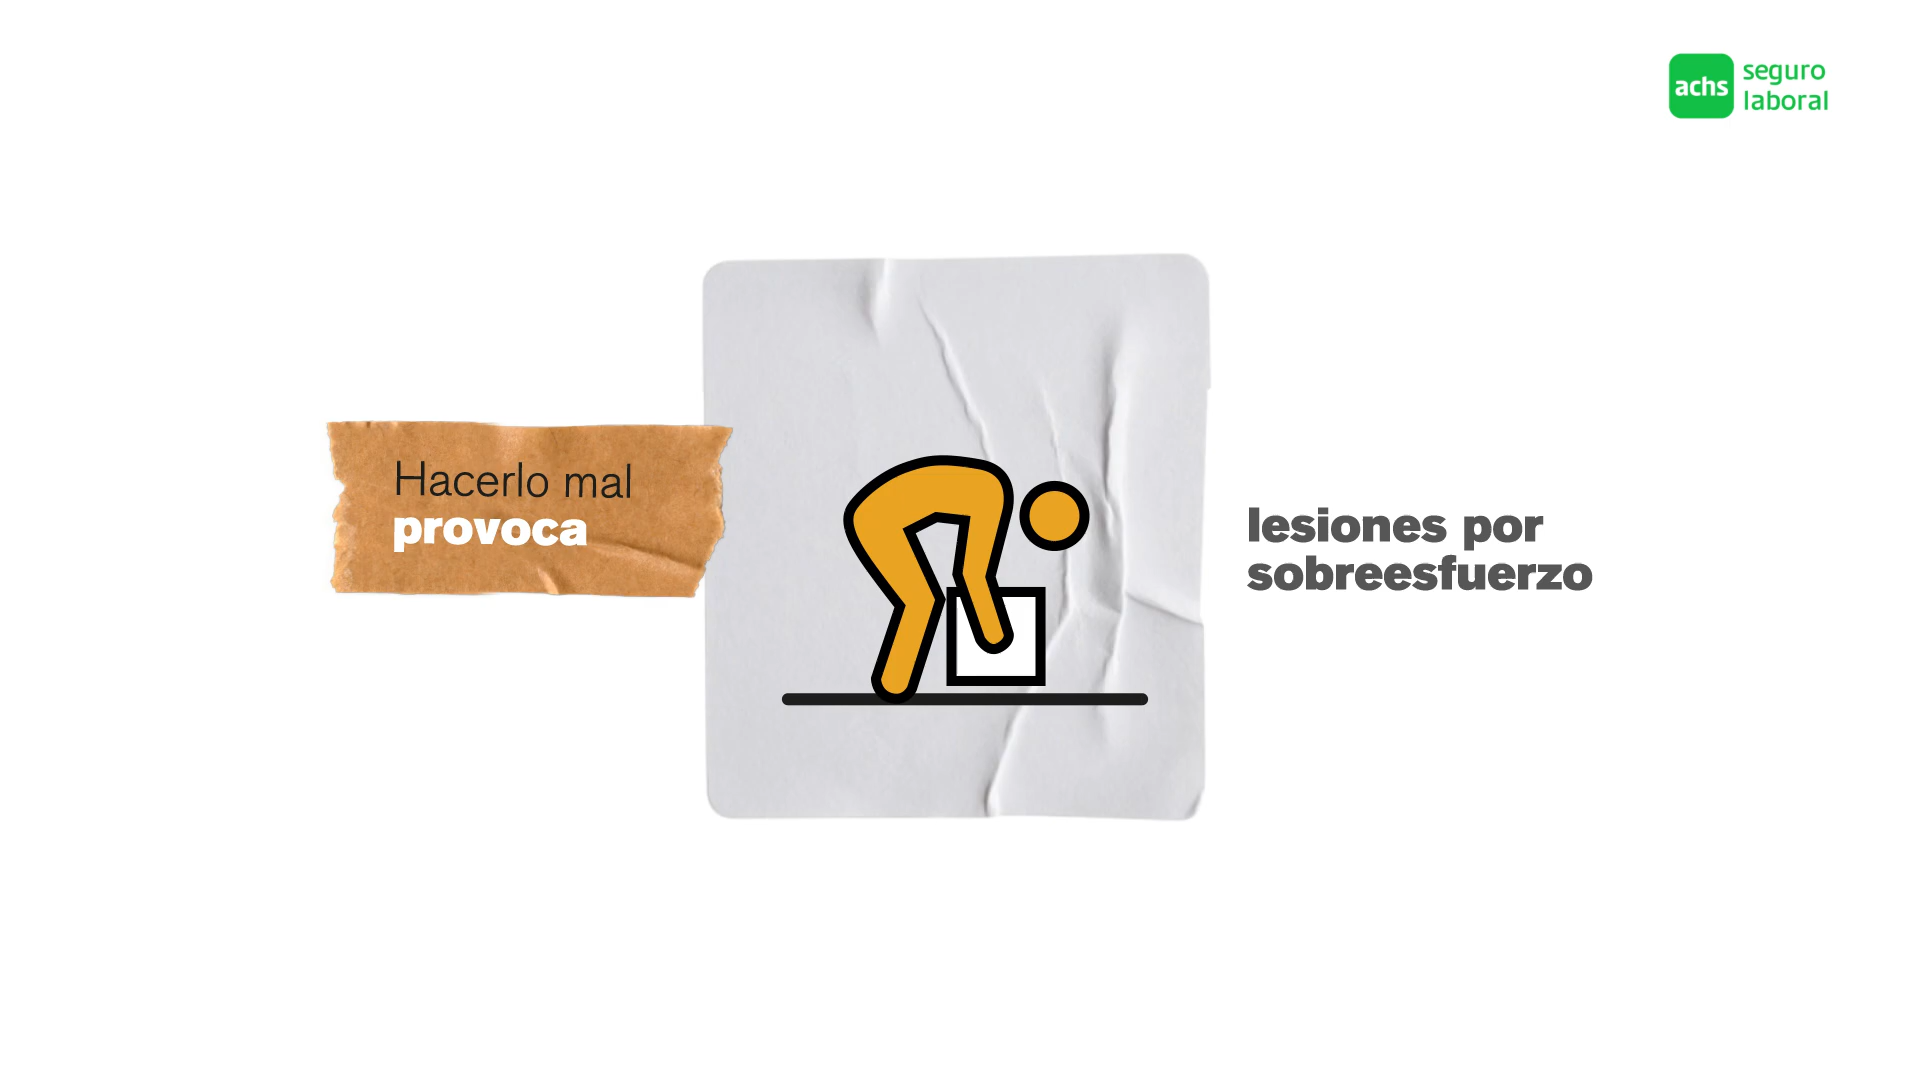 achs
seguro
laboral
Hacerlo mal
provoca
lesiones por
sobreesfuerzo